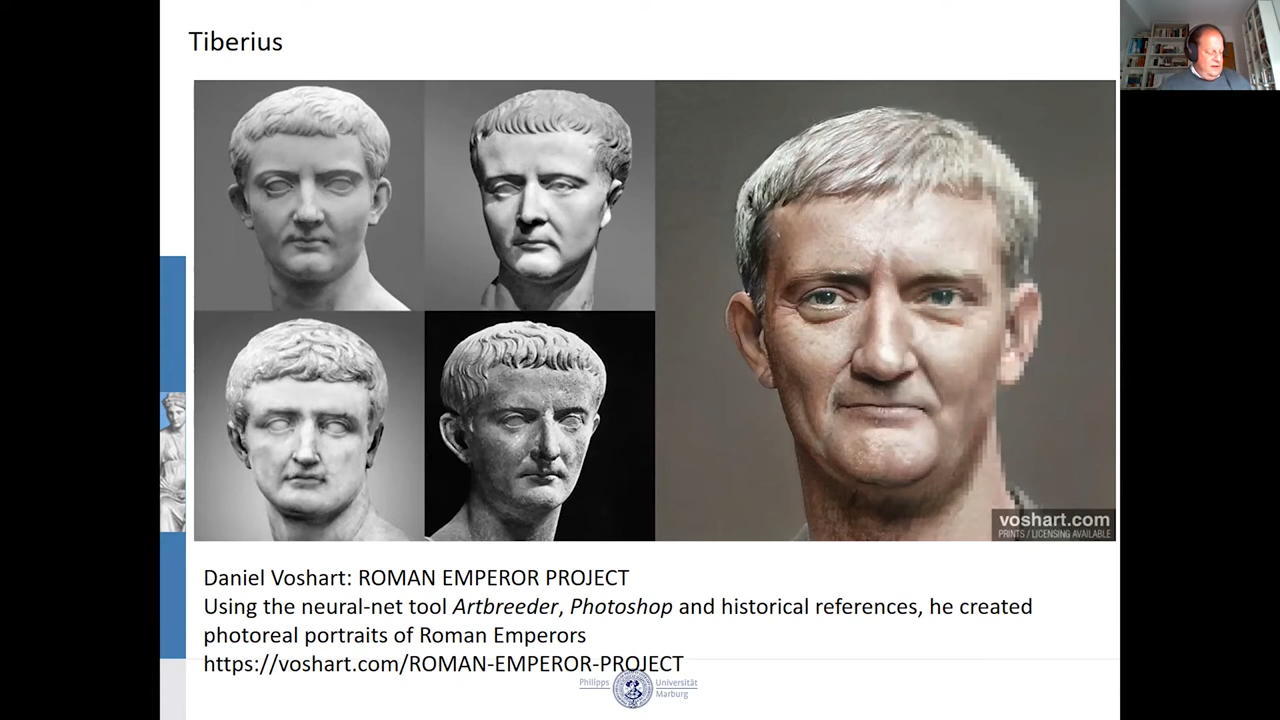 Tiberius
voshart.com
PRINTS / LICENSING AVAILABLE
Daniel Voshart: ROMAN EMPEROR PROJECT
Using the neural-net tool Artbreeder, Photoshop and historical references, he created
photoreal portraits of Roman Emperors
https://voshart.com/ROMAN-EMPEROR-PROJECT
Philipps Universität
Marburg